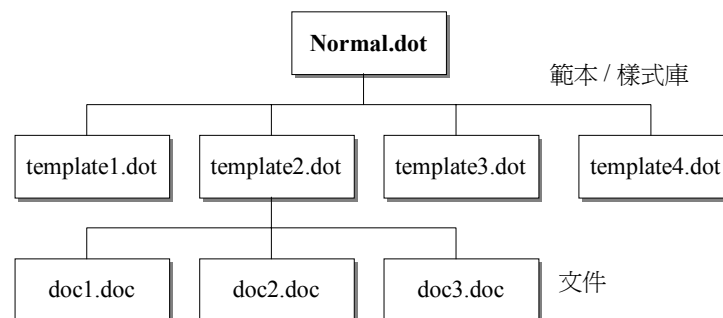 Normal.dot
範本 / 樣式庫
template1.dot
template2.dot
template3.dot
template4.dot
doc1.doc
doc2.doc
doc3.doc
文件